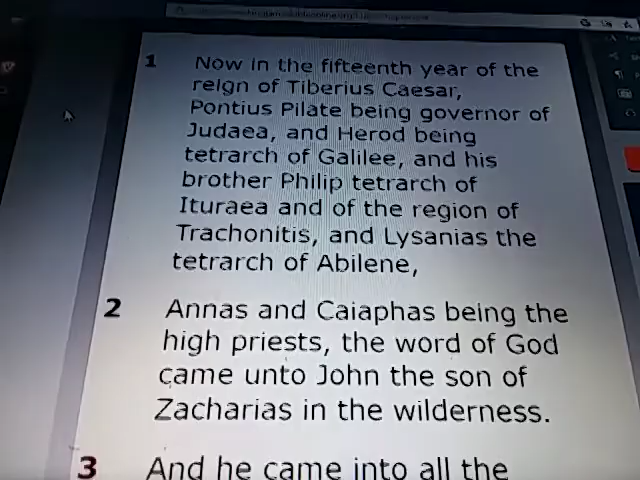 1 Now in the fifteenth year of the
reign of Tiberius Caesar,
Pontius Pilate being governor of
Judaea, and Herod being
tetrarch of Galilee, and his
brother Philip tetrarch of
Ituraea and of the region of
Trachonitis, and Lysanias the
tetrarch of Abilene,
2 Annas and Caiaphas being the
high priests, the word of God
came unto John the son of
Zacharias in the wilderness.
3 And he came into all the